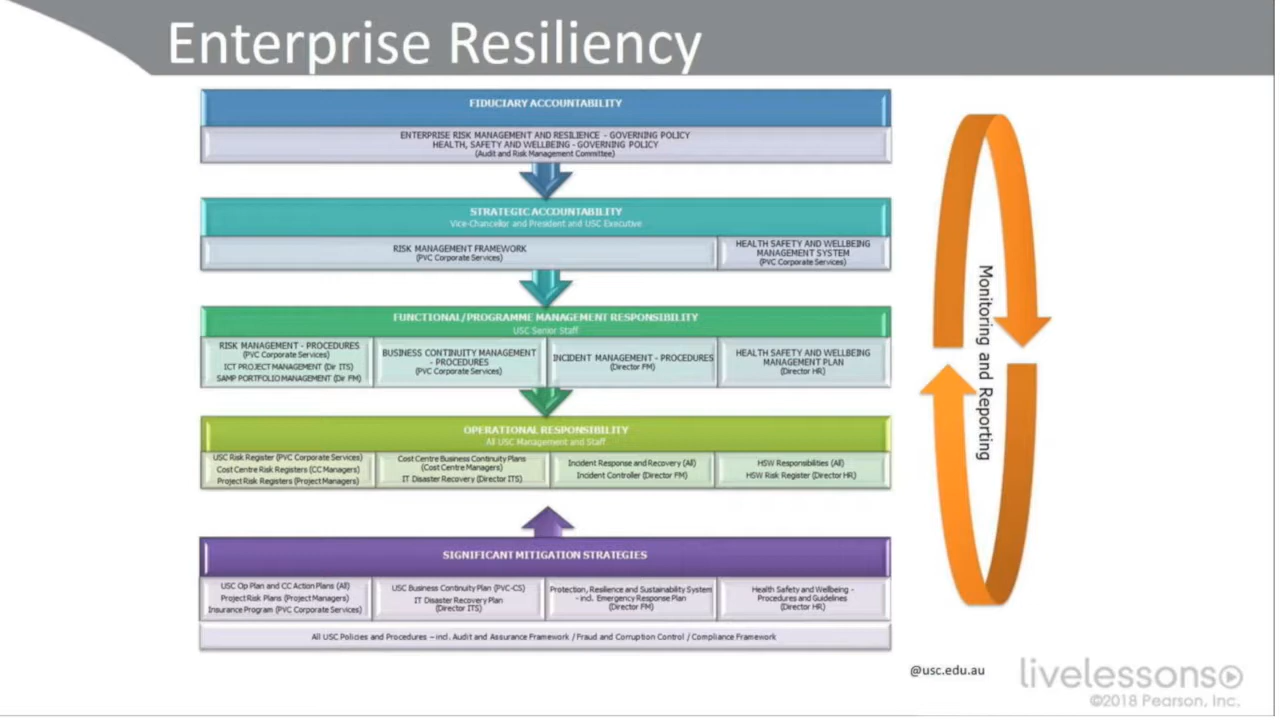 Enterprise Resiliency
FIDUCIARY ACCOUNTABILITY
ENTERPRISE RISK MANAGEMENT AND RESILIENCE - GOVERNING POLICY
HEALTH, SAFETY AND WELLBEING - GOVERNING POLICY
(Audit and Risk Management Committee)
STRATEGIC ACCOUNTABILITY
Vice-Chancellor and President and USC Executive
RISK MANAGEMENT FRAMEWORK
(PVC Corporate Services)
HEALTH SAFETY AND WELLBEING
MANAGEMENT SYSTEM
(PVC Corporate Services)
FUNCTIONAL/PROGRAMME MANAGEMENT RESPONSIBILITY
USC Senior Staff
RISK MANAGEMENT - PROCEDURES
(PVC Corporate Services)
ICT PROJECT MANAGEMENT (Dir ITS)
SAMP PORTFOLIO MANAGEMENT (Dir FM)
BUSINESS CONTINUITY MANAGEMENT
- PROCEDURES
(PVC Corporate Services)
INCIDENT MANAGEMENT - PROCEDURES
(Director FM)
HEALTH SAFETY AND WELLBEING
MANAGEMENT PLAN
(Director HR)
OPERATIONAL RESPONSIBILITY
All USC Management and Staff
USC Risk Register (PVC Corporate Services)
Cost Centre Risk Registers (CC Managers)
Project Risk Registers (Project Managers)
Cost Centre Business Continuity Plans
(Cost Centre Managers)
IT Disaster Recovery (Director ITS)
Incident Response and Recovery (All)
Incident Controller (Director FM)
HSW Responsibilities (All)
HSW Risk Register (Director HR)
SIGNIFICANT MITIGATION STRATEGIES
USC Op Plan and CC Action Plans (All)
Project Risk Plans (Project Managers)
Insurance Program (PVC Corporate Services)
USC Business Continuity Plan (PVC-CS)
IT Disaster Recovery Plan
(Director ITS)
Protection, Resilience and Sustainability System
- incl. Emergency Response Plan
(Director FM)
Health Safety and Wellbeing -
Procedures and Guidelines
(Director HR)
All USC Policies and Procedures – incl. Audit and Assurance Framework / Fraud and Corruption Control / Compliance Framework
Monitoring and Reporting
@usc.edu.au
livelessons
©2018 Pearson, Inc.